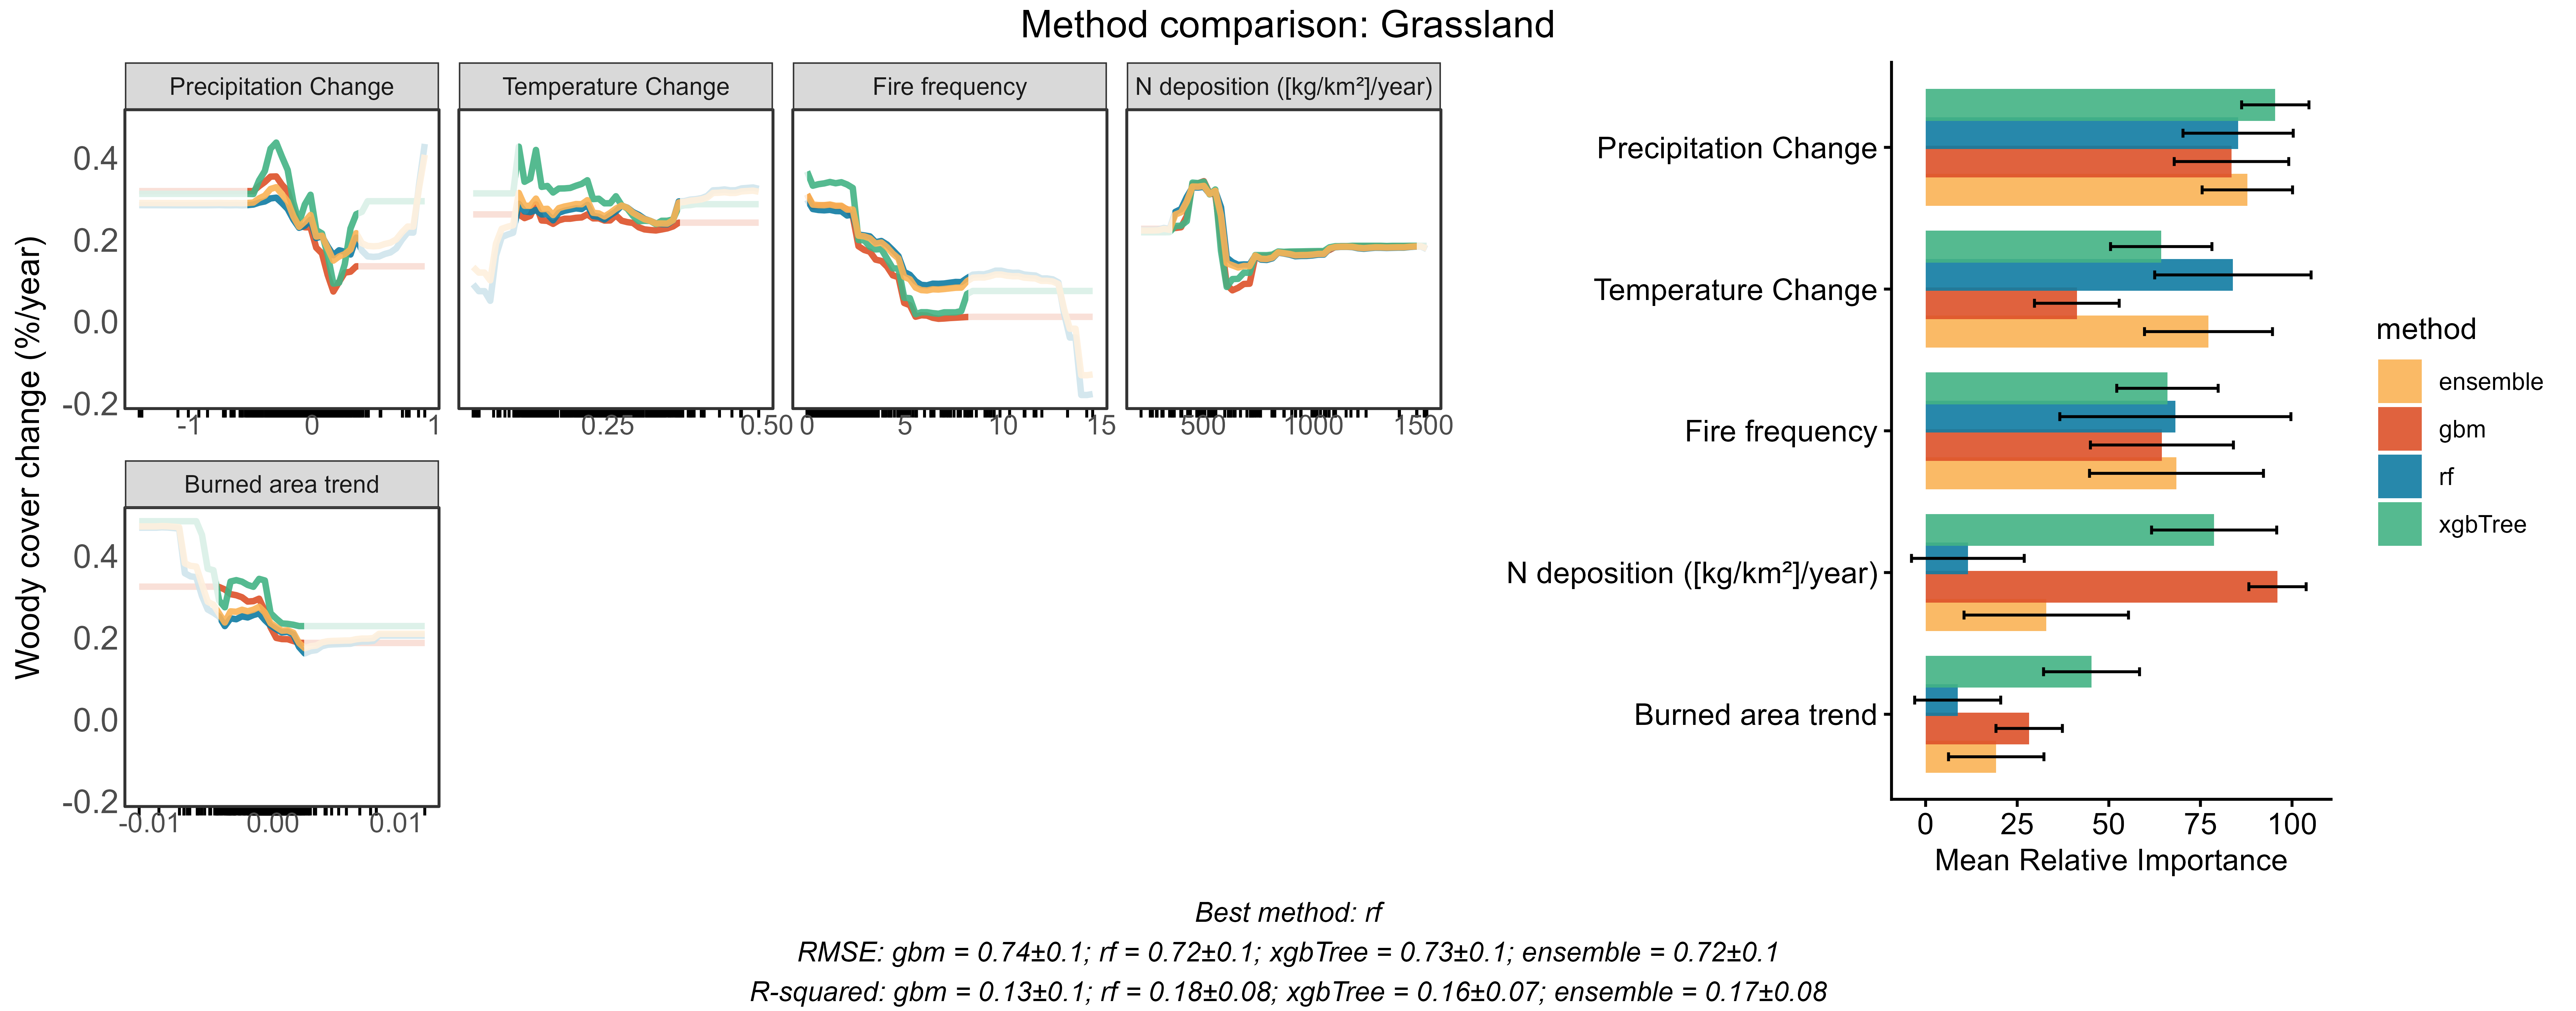 Method comparison: Grassland
Precipitation Change
Temperature Change
Fire frequency
N deposition ([kg/km²]/year)
Woody cover change (%/year)
0.4
0.2
0.0
-0.2
-1
0
1
0.25
0.50
0
5
10
15
500
1000
1500
Burned area trend
0.4
0.2
0.0
-0.2
-0.01
0.00
0.01
Precipitation Change
Temperature Change
Fire frequency
N deposition ([kg/km²]/year)
Burned area trend
0
25
50
75
100
Mean Relative Importance
method
ensemble
gbm
rf
xgbTree
Best method: rf
RMSE: gbm = 0.74±0.1; rf = 0.72±0.1; xgbTree = 0.73±0.1; ensemble = 0.72±0.1
R-squared: gbm = 0.13±0.1; rf = 0.18±0.08; xgbTree = 0.16±0.07; ensemble = 0.17±0.08